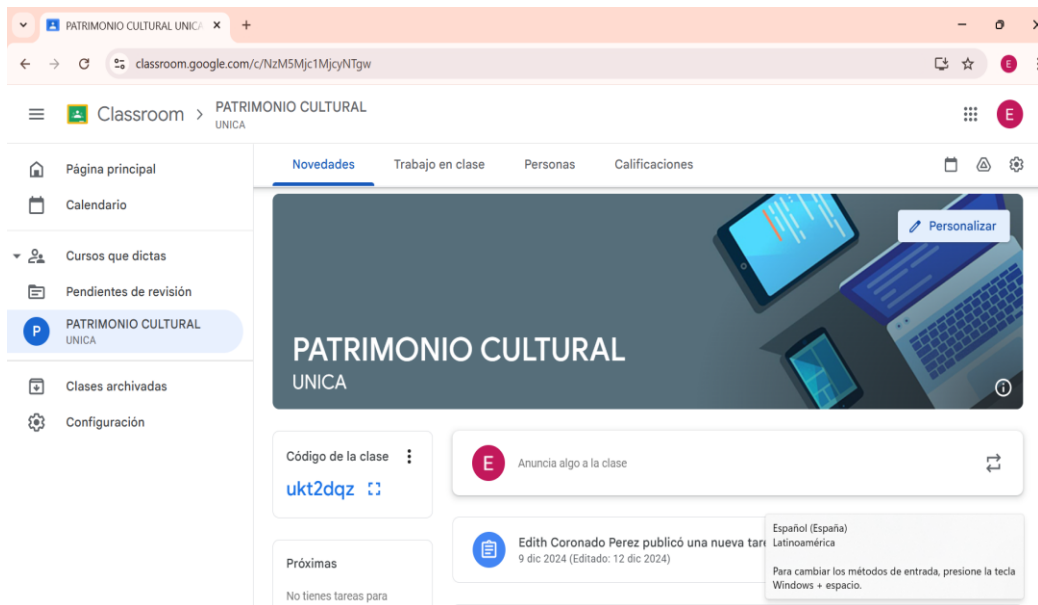 PATRIMONIO CULTURAL UNICA
classroom.google.com/c/NzM5Mjc1MjcyNTgw
E
Classroom > PATRIMONIO CULTURAL
UNICA
E
Página principal
Calendario
Cursos que dictas
Pendientes de revisión
P PATRIMONIO CULTURAL
UNICA
Clases archivadas
Configuración
Novedades Trabajo en clase Personas Calificaciones
Personalizar
PATRIMONIO CULTURAL
UNICA
Código de la clase
ukt2dqz
Próximas
No tienes tareas para
E Anuncia algo a la clase
Edith Coronado Perez publicó una nueva
9 dic 2024 (Editado: 12 dic 2024)
Español (España)
Latinoamérica
Para cambiar los métodos de entrada, presione la tecla
Windows + espacio.